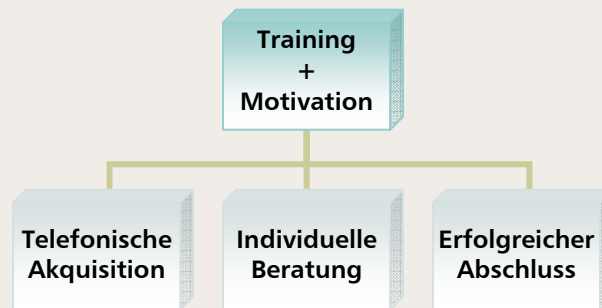 Training
+
Motivation
Telefonische
Akquisition
Individuelle
Beratung
Erfolgreicher
Abschluss